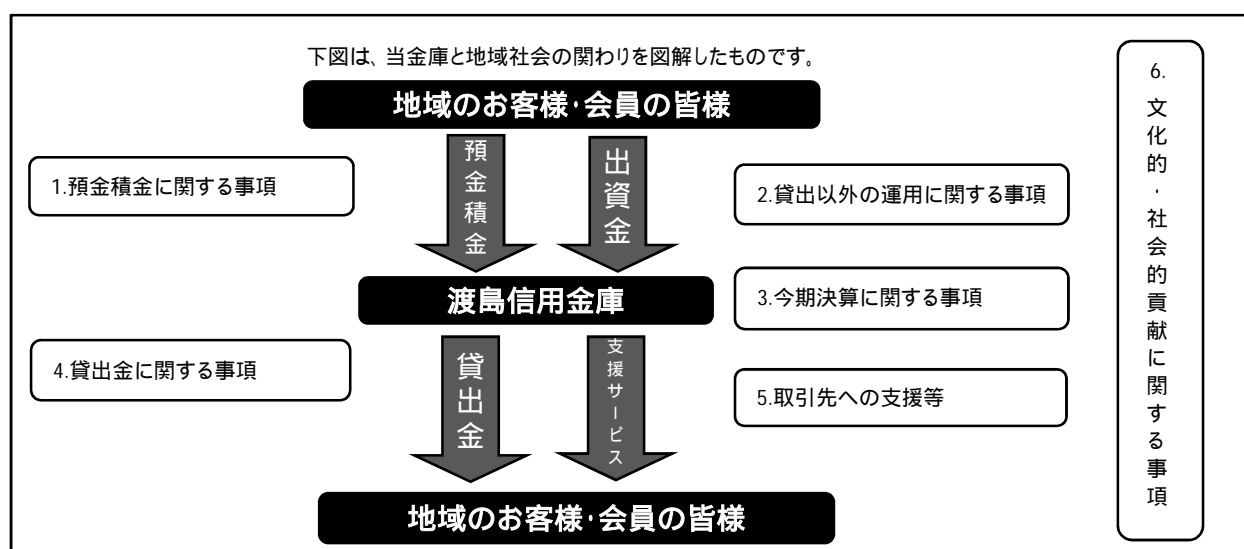 下図は、当金庫と地域社会の関わりを図解したものです。
地域のお客様･会員の皆様
預金積金
出資金
1.預金積金に関する事項
2.貸出以外の運用に関する事項
渡島信用金庫
3.今期決算に関する事項
4.貸出金に関する事項
貸出金
支援サービス
5.取引先への支援等
地域のお客様･会員の皆様
6.文化的･社会的貢献に関する事項